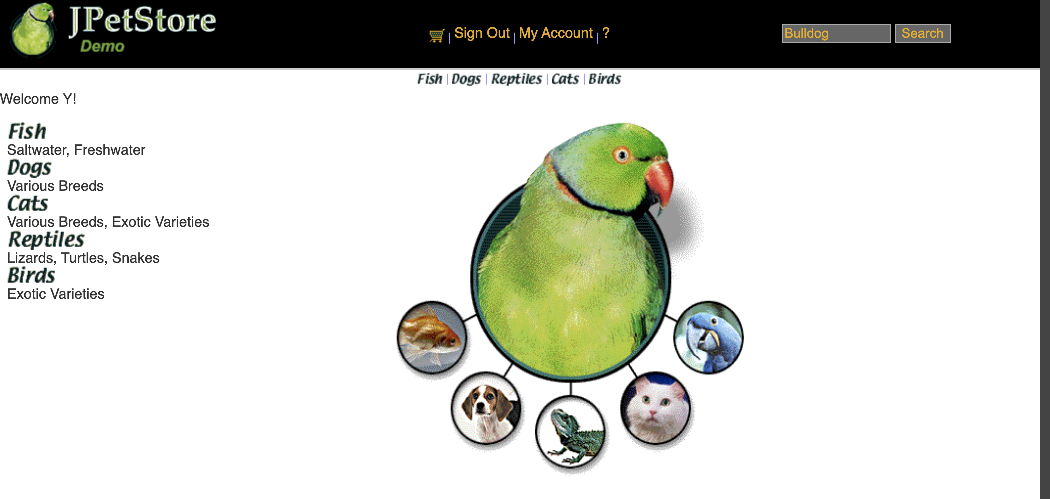 JPetStore
Demo
Sign Out | My Account | ?
Bulldog
Search
Fish | Dogs | Reptiles | Cats | Birds
Welcome Y!
Fish
Saltwater, Freshwater
Dogs
Various Breeds
Cats
Various Breeds, Exotic Varieties
Reptiles
Lizards, Turtles, Snakes
Birds
Exotic Varieties